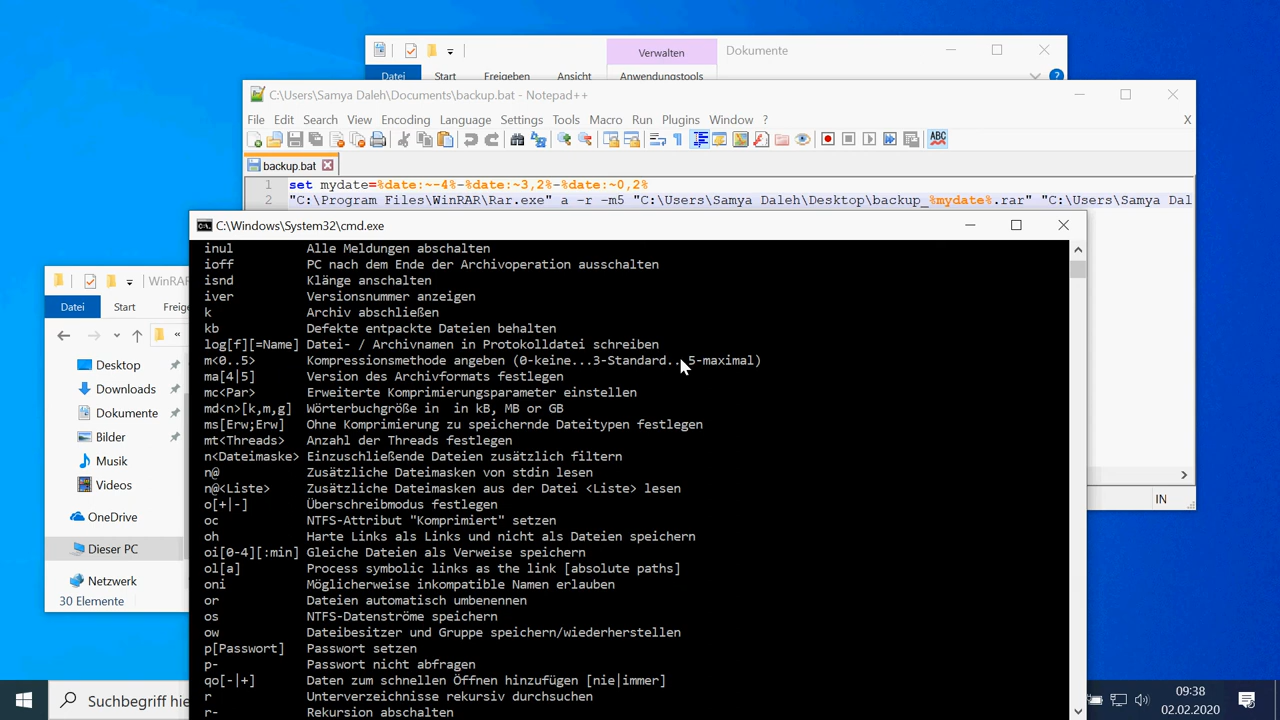 Verwalten
Dokumente
Datei
Start
Freigeben
Ansicht
Anwendungstools
C:\Users\Samya Daleh\Documents\backup.bat - Notepad++
File Edit Search View Encoding Language Settings Tools Macro Run Plugins Window ? X
ABC
backup.bat
1 set mydate=%date:~-4%-%date:~3,2%-%date:~0,2%
2 "C:\Program Files\WinRAR\Rar.exe" a -r -m5 "C:\Users\Samya Daleh\Desktop\backup_%mydate%.rar" "C:\Users\Samya Dal
C:\Windows\System32\cmd.exe
inul Alle Meldungen abschalten
ioff PC nach dem Ende der Archivoperation ausschalten
isnd Klänge anschalten
iver Versionsnummer anzeigen
k Archiv abschließen
kb Defekte entpackte Dateien behalten
log[f][=Name] Datei- / Archivnamen in Protokolldatei schreiben
m<0..5> Kompressionsmethode angeben (0-keine...3-Standard...5-maximal)
ma[4|5] Version des Archivformats festlegen
mc<Par> Erweiterte Komprimierungsparameter einstellen
md<n>[k,m,g] Wörterbuchgröße in  in kB, MB or GB
ms[Erw;Erw] Ohne Komprimierung zu speichernde Dateitypen festlegen
mt<Threads> Anzahl der Threads festlegen
n<Dateimaske> Einzuschließende Dateien zusätzlich filtern
n@ Zusätzliche Dateimasken von stdin lesen
n@<Liste> Zusätzliche Dateimasken aus der Datei <Liste> lesen
o[+|-] Überschreibmodus festlegen
oc NTFS-Attribut "Komprimiert" setzen
oh Harte Links als Links und nicht als Dateien speichern
oi[0-4][:min] Gleiche Dateien als Verweise speichern
ol[a] Process symbolic links as the link [absolute paths]
oni Möglicherweise inkompatible Namen erlauben
or Dateien automatisch umbenennen
os NTFS-Datenströme speichern
ow Dateibesitzer und Gruppe speichern/wiederherstellen
p[Passwort] Passwort setzen
p- Passwort nicht abfragen
qo[-|+] Daten zum schnellen Öffnen hinzufügen [nie|immer]
r Unterverzeichnisse rekursiv durchsuchen
r- Rekursion abschalten
IN
WinRAR
Datei Start Freige
«
Desktop
Downloads
Dokumente
Bilder
Musik
Videos
OneDrive
Dieser PC
Netzwerk
30 Elemente
Suchbegriff hie
09:38
02.02.2020